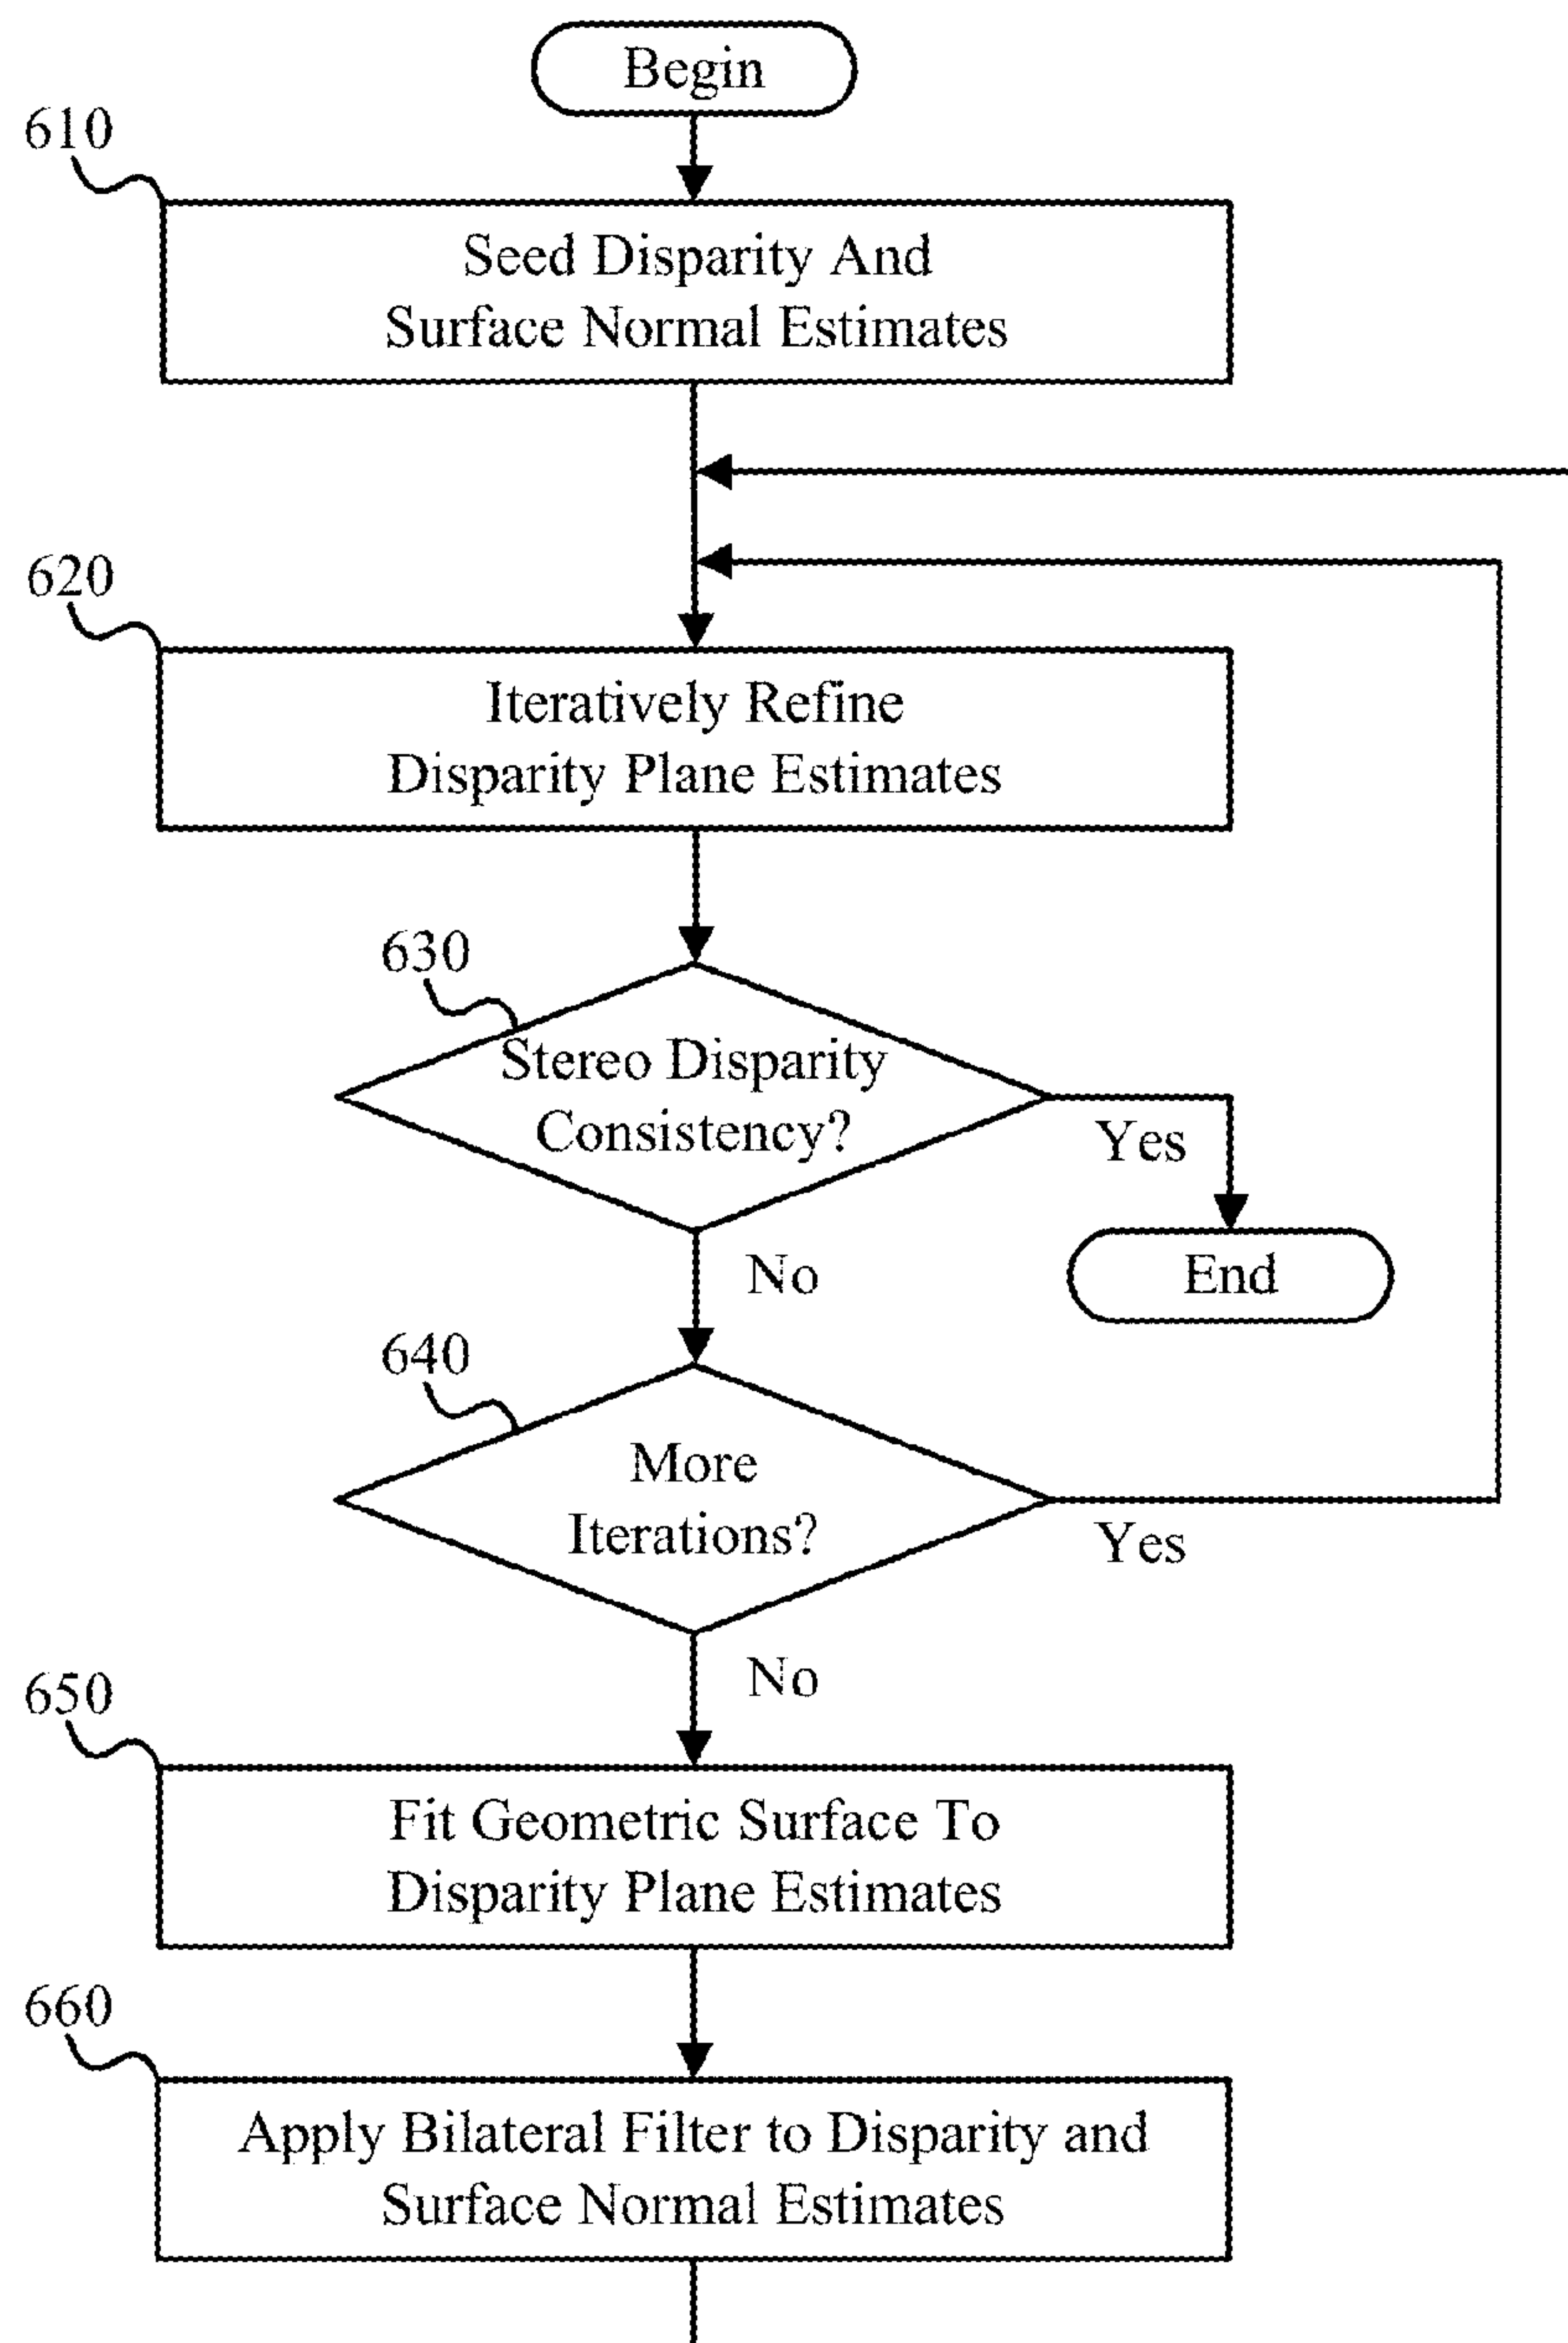 Begin
610
Seed Disparity And
Surface Normal Estimates
620
Iteratively Refine
Disparity Plane Estimates
630
Stereo Disparity
Consistency?
Yes
End
No
640
More
Iterations?
Yes
No
650
Fit Geometric Surface To
Disparity Plane Estimates
660
Apply Bilateral Filter to Disparity and
Surface Normal Estimates